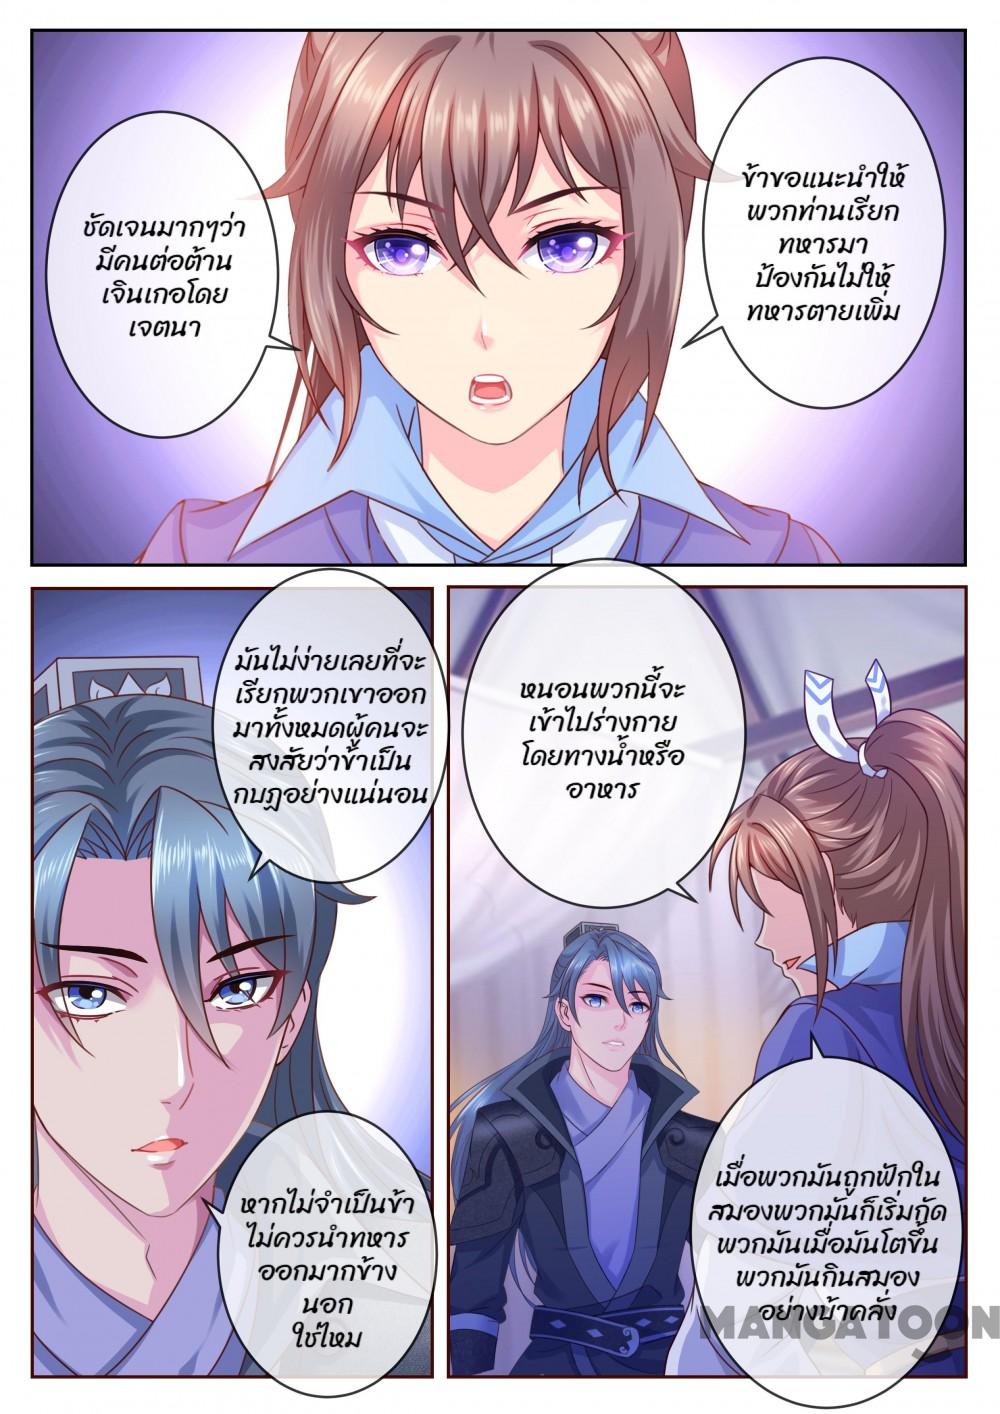 ชัดเจนมากๆว่า
มีคนต่อต้าน
เจินเกอโดย
เจตนา
ข้าขอแนะนำให้
พวกท่านเรียก
ทหารมา
ป้องกันไม่ให้
ทหารตายเพิ่ม
มันไม่ง่ายเลยที่จะ
เรียกพวกเขาออก
มาทั้งหมดผู้คนจะ
สงสัยว่าข้าเป็น
กบฏอย่างแน่นอน
หากไม่จำเป็นข้า
ไม่ควรนำทหาร
ออกมากข้าง
นอก
ใช่ไหม
หนอนพวกนี้จะ
เข้าไปร่างกาย
โดยทางน้ำหรือ
อาหาร
เมื่อพวกมันถูกฟักใน
สมองพวกมันก็เริ่มกัด
พวกมันเมื่อมันโตขึ้น
พวกมันกินสมอง
อย่างบ้าคลั่ง
MANGATOON